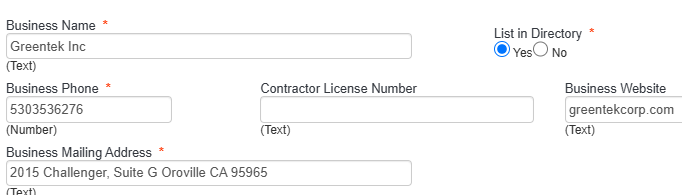 Business Name *
Greentek Inc
(Text)
List in Directory *
Yes No
Business Phone *
5303536276
(Number)
Contractor License Number
(Text)
Business Website
greentekcorp.com
(Text)
Business Mailing Address *
2015 Challenger, Suite G Oroville CA 95965
(Text)